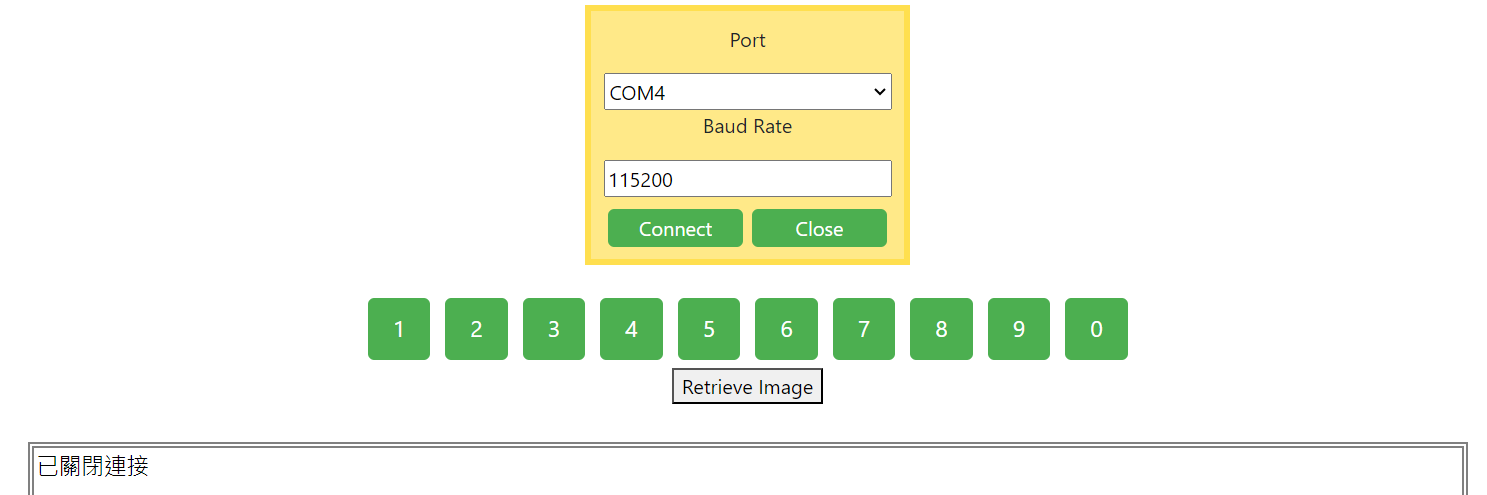 Port
COM4
Baud Rate
115200
Connect Close
1 2 3 4 5 6 7 8 9 0
Retrieve Image
已關閉連接